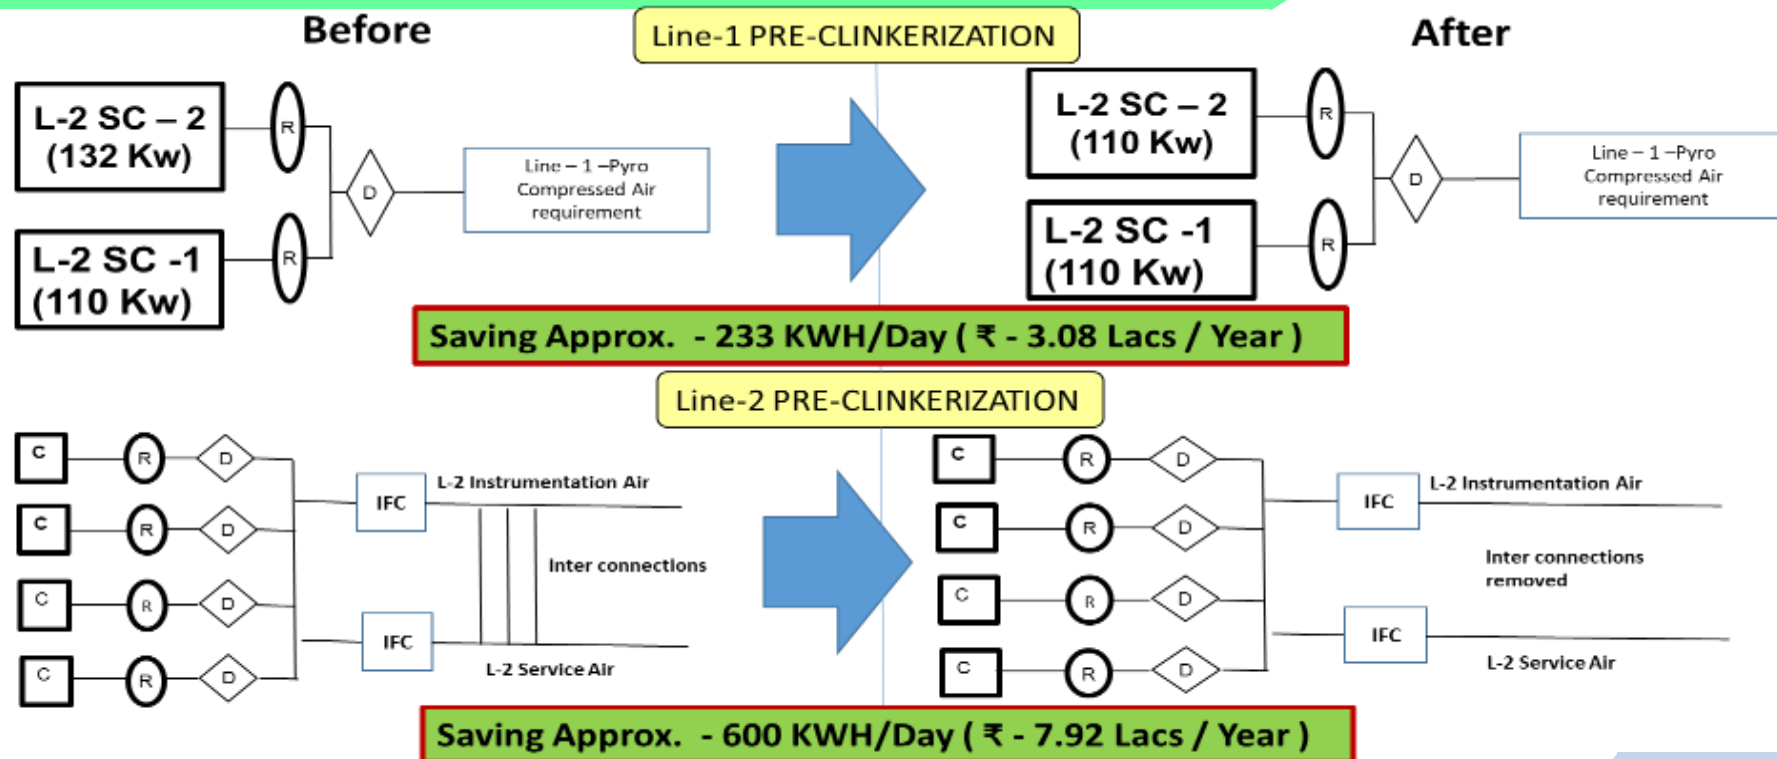 Before
Line-1 PRE-CLINKERIZATION
After
L-2 SC – 2
(132 Kw)
R
L-2 SC -1
(110 Kw)
R
D
Line – 1 –Pyro
Compressed Air
requirement
L-2 SC – 2
(110 Kw)
R
L-2 SC -1
(110 Kw)
R
D
Line – 1 –Pyro
Compressed Air
requirement
Saving Approx.  - 233 KWH/Day ( ₹ - 3.08 Lacs / Year )
Line-2 PRE-CLINKERIZATION
C R D
C R D
C R D
C R D
IFC
L-2 Instrumentation Air
Inter connections
IFC
L-2 Service Air
C R D
C R D
C R D
C R D
IFC
L-2 Instrumentation Air
Inter connections
removed
IFC
L-2 Service Air
Saving Approx.  - 600 KWH/Day ( ₹ - 7.92 Lacs / Year )